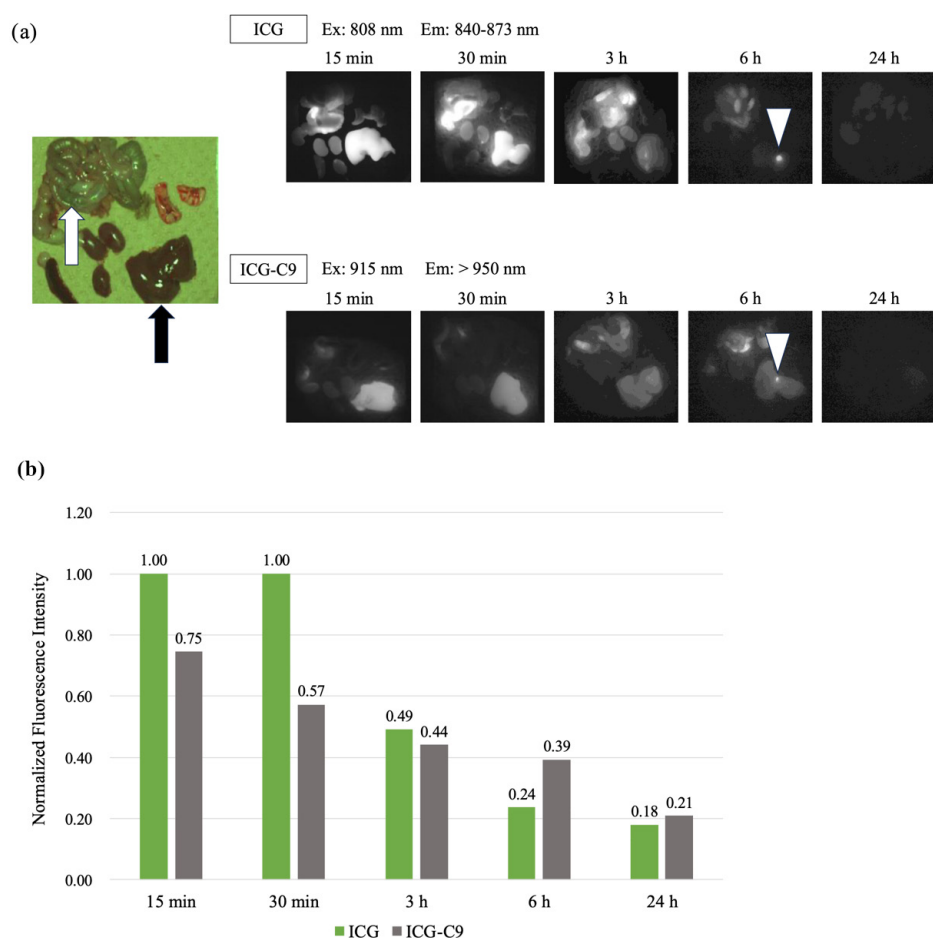 (a)
ICG Ex: 808 nm Em: 840-873 nm
15 min 30 min 3 h 6 h 24 h
ICG-C9 Ex: 915 nm Em: > 950 nm
15 min 30 min 3 h 6 h 24 h
(b)
Normalized Fluorescence Intensity
1.20
1.00
0.80
0.60
0.40
0.20
0.00
1.00
0.75
1.00
0.57
0.49
0.44
0.24
0.39
0.18
0.21
15 min 30 min 3 h 6 h 24 h
ICG ICG-C9